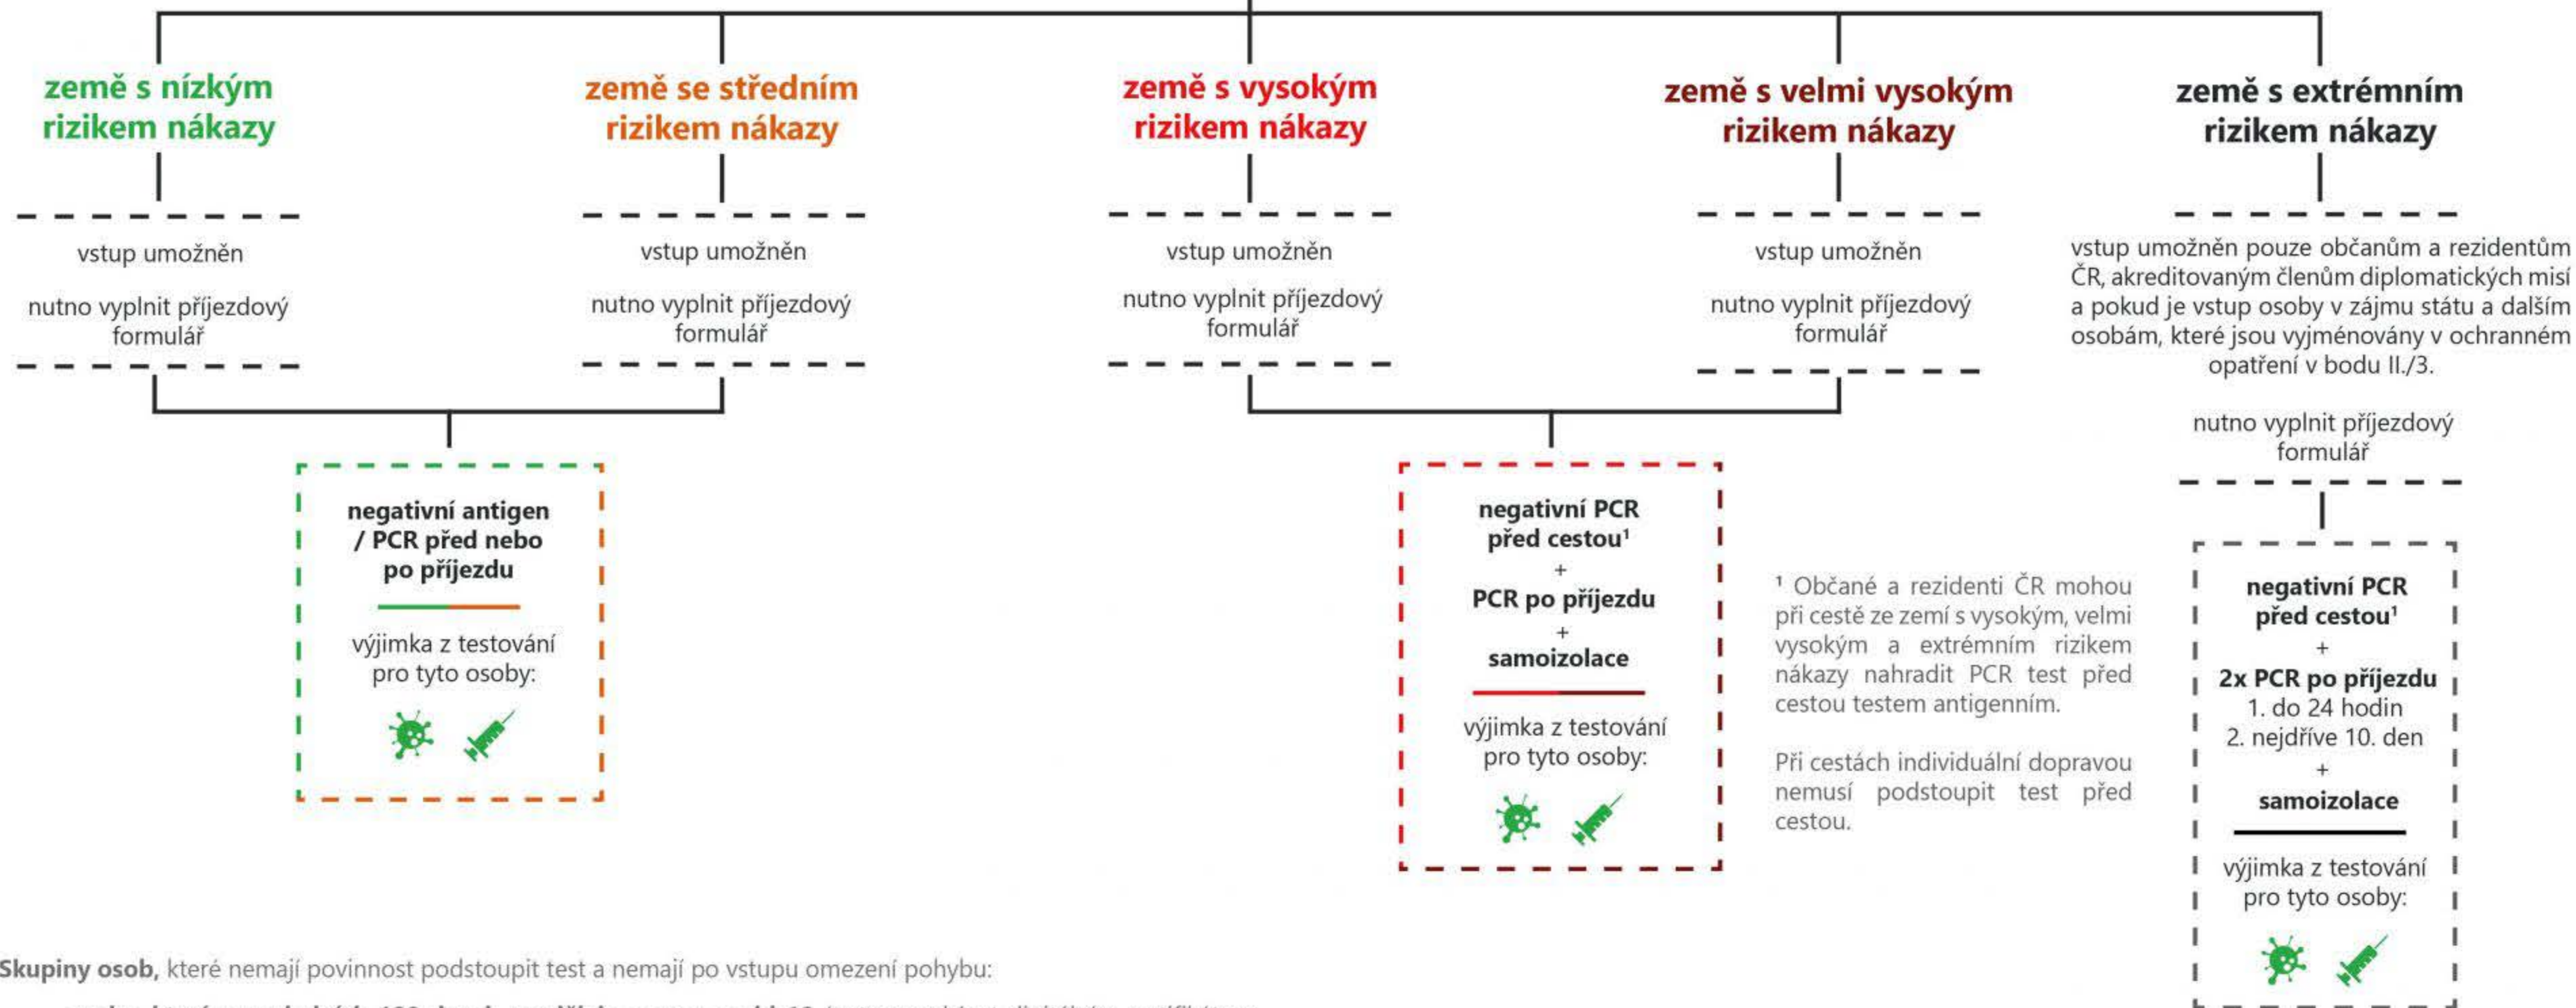 země s nízkým
rizikem nákazy
vstup umožněn
nutno vyplnit příjezdový
formulář
země se středním
rizikem nákazy
vstup umožněn
nutno vyplnit příjezdový
formulář
negativní antigen
/ PCR před nebo
po příjezdu
výjimka z testování
pro tyto osoby:
země s vysokým
rizikem nákazy
vstup umožněn
nutno vyplnit příjezdový
formulář
země s velmi vysokým
rizikem nákazy
vstup umožněn
nutno vyplnit příjezdový
formulář
negativní PCR
před cestou¹
+
PCR po příjezdu
+
samoizolace
výjimka z testování
pro tyto osoby:
¹ Občané a rezidenti ČR mohou
při cestě ze zemí s vysokým, velmi
vysokým a extrémním rizikem
nákazy nahradit PCR test před
cestou testem antigenním.
Při cestách individuální dopravou
nemusí podstoupit test před
cestou.
země s extrémním
rizikem nákazy
vstup umožněn pouze občanům a rezidentům
ČR, akreditovaným členům diplomatických misí
a pokud je vstup osoby v zájmu státu a dalším
osobám, které jsou vyjmenovány v ochranném
opatření v bodu II./3.
nutno vyplnit příjezdový
formulář
negativní PCR
před cestou¹
+
2x PCR po příjezdu
1. do 24 hodin
2. nejdříve 10. den
+
samoizolace
výjimka z testování
pro tyto osoby:
Skupiny osob, které nemají povinnost podstoupit test a nemají po vstupu omezení pohybu: